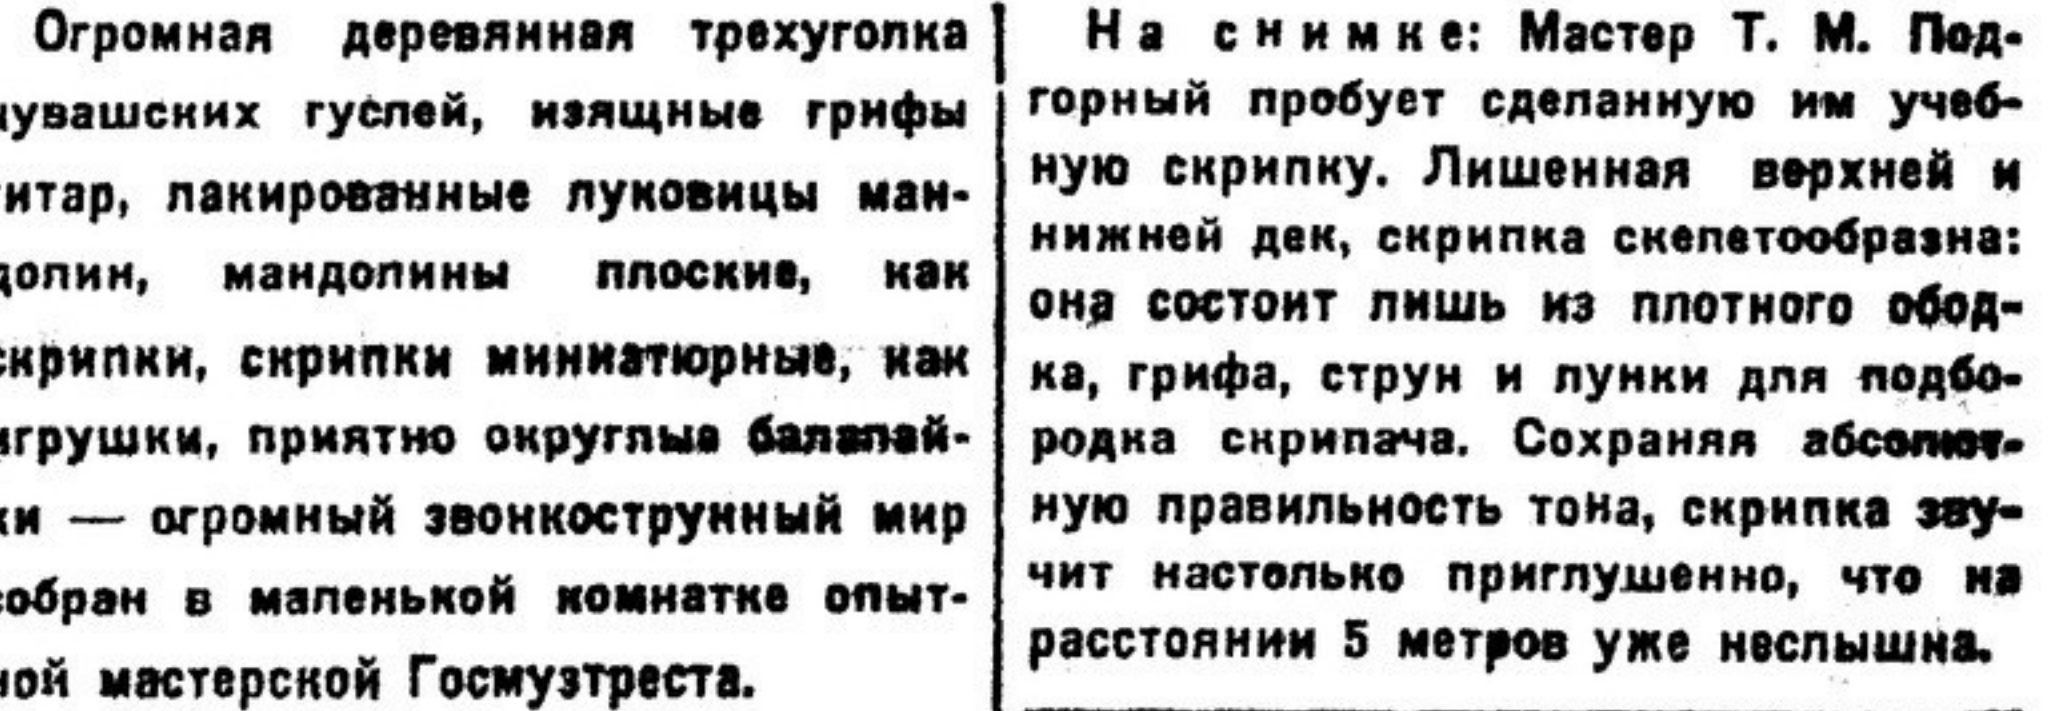 Огромная деревянная трехуголка
чувашских гуслей, изящные грифы
гитар, лакированные луковицы ман-
долин, мандолины плоские, как
скрипки, скрипки миниатюрные, как
игрушки, приятно округлые балалай-
ки — огромный звонкострунный мир
собран в маленькой комнатке опыт-
ной мастерской Госмузтреста.
На снимке: Мастер Т. М. Под-
горный пробует сделанную им учеб-
ную скрипку. Лишенная верхней и
нижней дек, скрипка скелетообразна:
она состоит лишь из плотного обод-
ка, грифа, струн и лунки для подбо-
родка скрипача. Сохраняя абсолют-
ную правильность тона, скрипка зву-
чит настолько приглушенно, что на
расстоянии 5 метров уже неслышна.